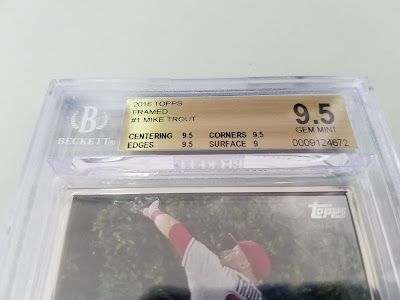 2016 TOPPS
FRAMED
#1 MIKE TROUT
CENTERING 9.5 CORNERS 9.5
EDGES 9.5 SURFACE 9
9.5
GEM MINT
0009124672
B
BECKETT
Topps
TROUT